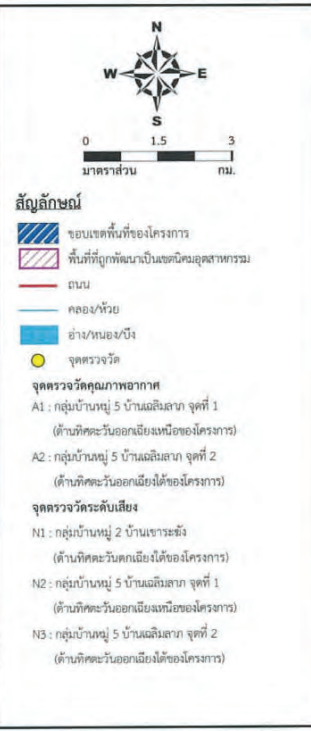 N
W E
S
0 1.5 3
มาตราส่วน กม.
สัญลักษณ์
ขอบเขตพื้นที่ของโครงการ
พื้นที่ที่ถูกพัฒนาเป็นเขตนิคมอุตสาหกรรม
ถนน
คลอง/ห้วย
อ่าง/หนอง/บึง
จุดตรวจวัด
จุดตรวจวัดคุณภาพอากาศ
A1 : กลุ่มบ้านหมู่ 5 บ้านเฉลิมลาภ จุดที่ 1
(ด้านทิศตะวันออกเฉียงเหนือของโครงการ)
A2 : กลุ่มบ้านหมู่ 5 บ้านเฉลิมลาภ จุดที่ 2
(ด้านทิศตะวันออกเฉียงใต้ของโครงการ)
จุดตรวจวัดระดับเสียง
N1 : กลุ่มบ้านหมู่ 2 บ้านเขาระฆัง
(ด้านทิศตะวันตกเฉียงใต้ของโครงการ)
N2 : กลุ่มบ้านหมู่ 5 บ้านเฉลิมลาภ จุดที่ 1
(ด้านทิศตะวันออกเฉียงเหนือของโครงการ)
N3 : กลุ่มบ้านหมู่ 5 บ้านเฉลิมลาภ จุดที่ 2
(ด้านทิศตะวันออกเฉียงใต้ของโครงการ)